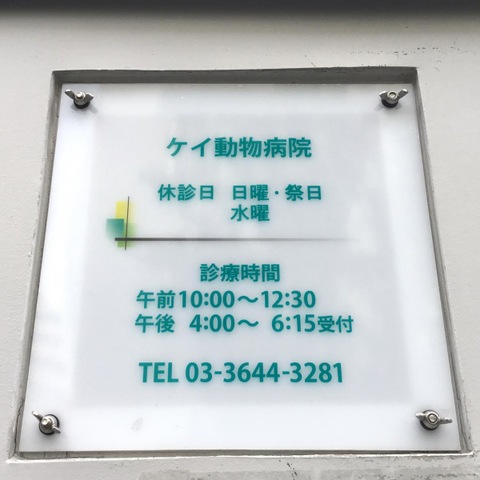 ケイ動物病院
休診日 日曜・祭日
水曜
診療時間
午前10:00～12:30
午後 4:00～ 6:15受付
TEL 03-3644-3281